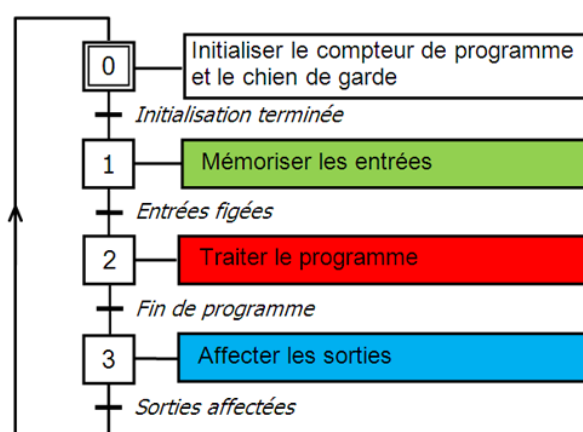 0
Initialiser le compteur de programme
et le chien de garde
Initialisation terminée
1
Mémoriser les entrées
Entrées figées
2
Traiter le programme
Fin de programme
3
Affecter les sorties
Sorties affectées